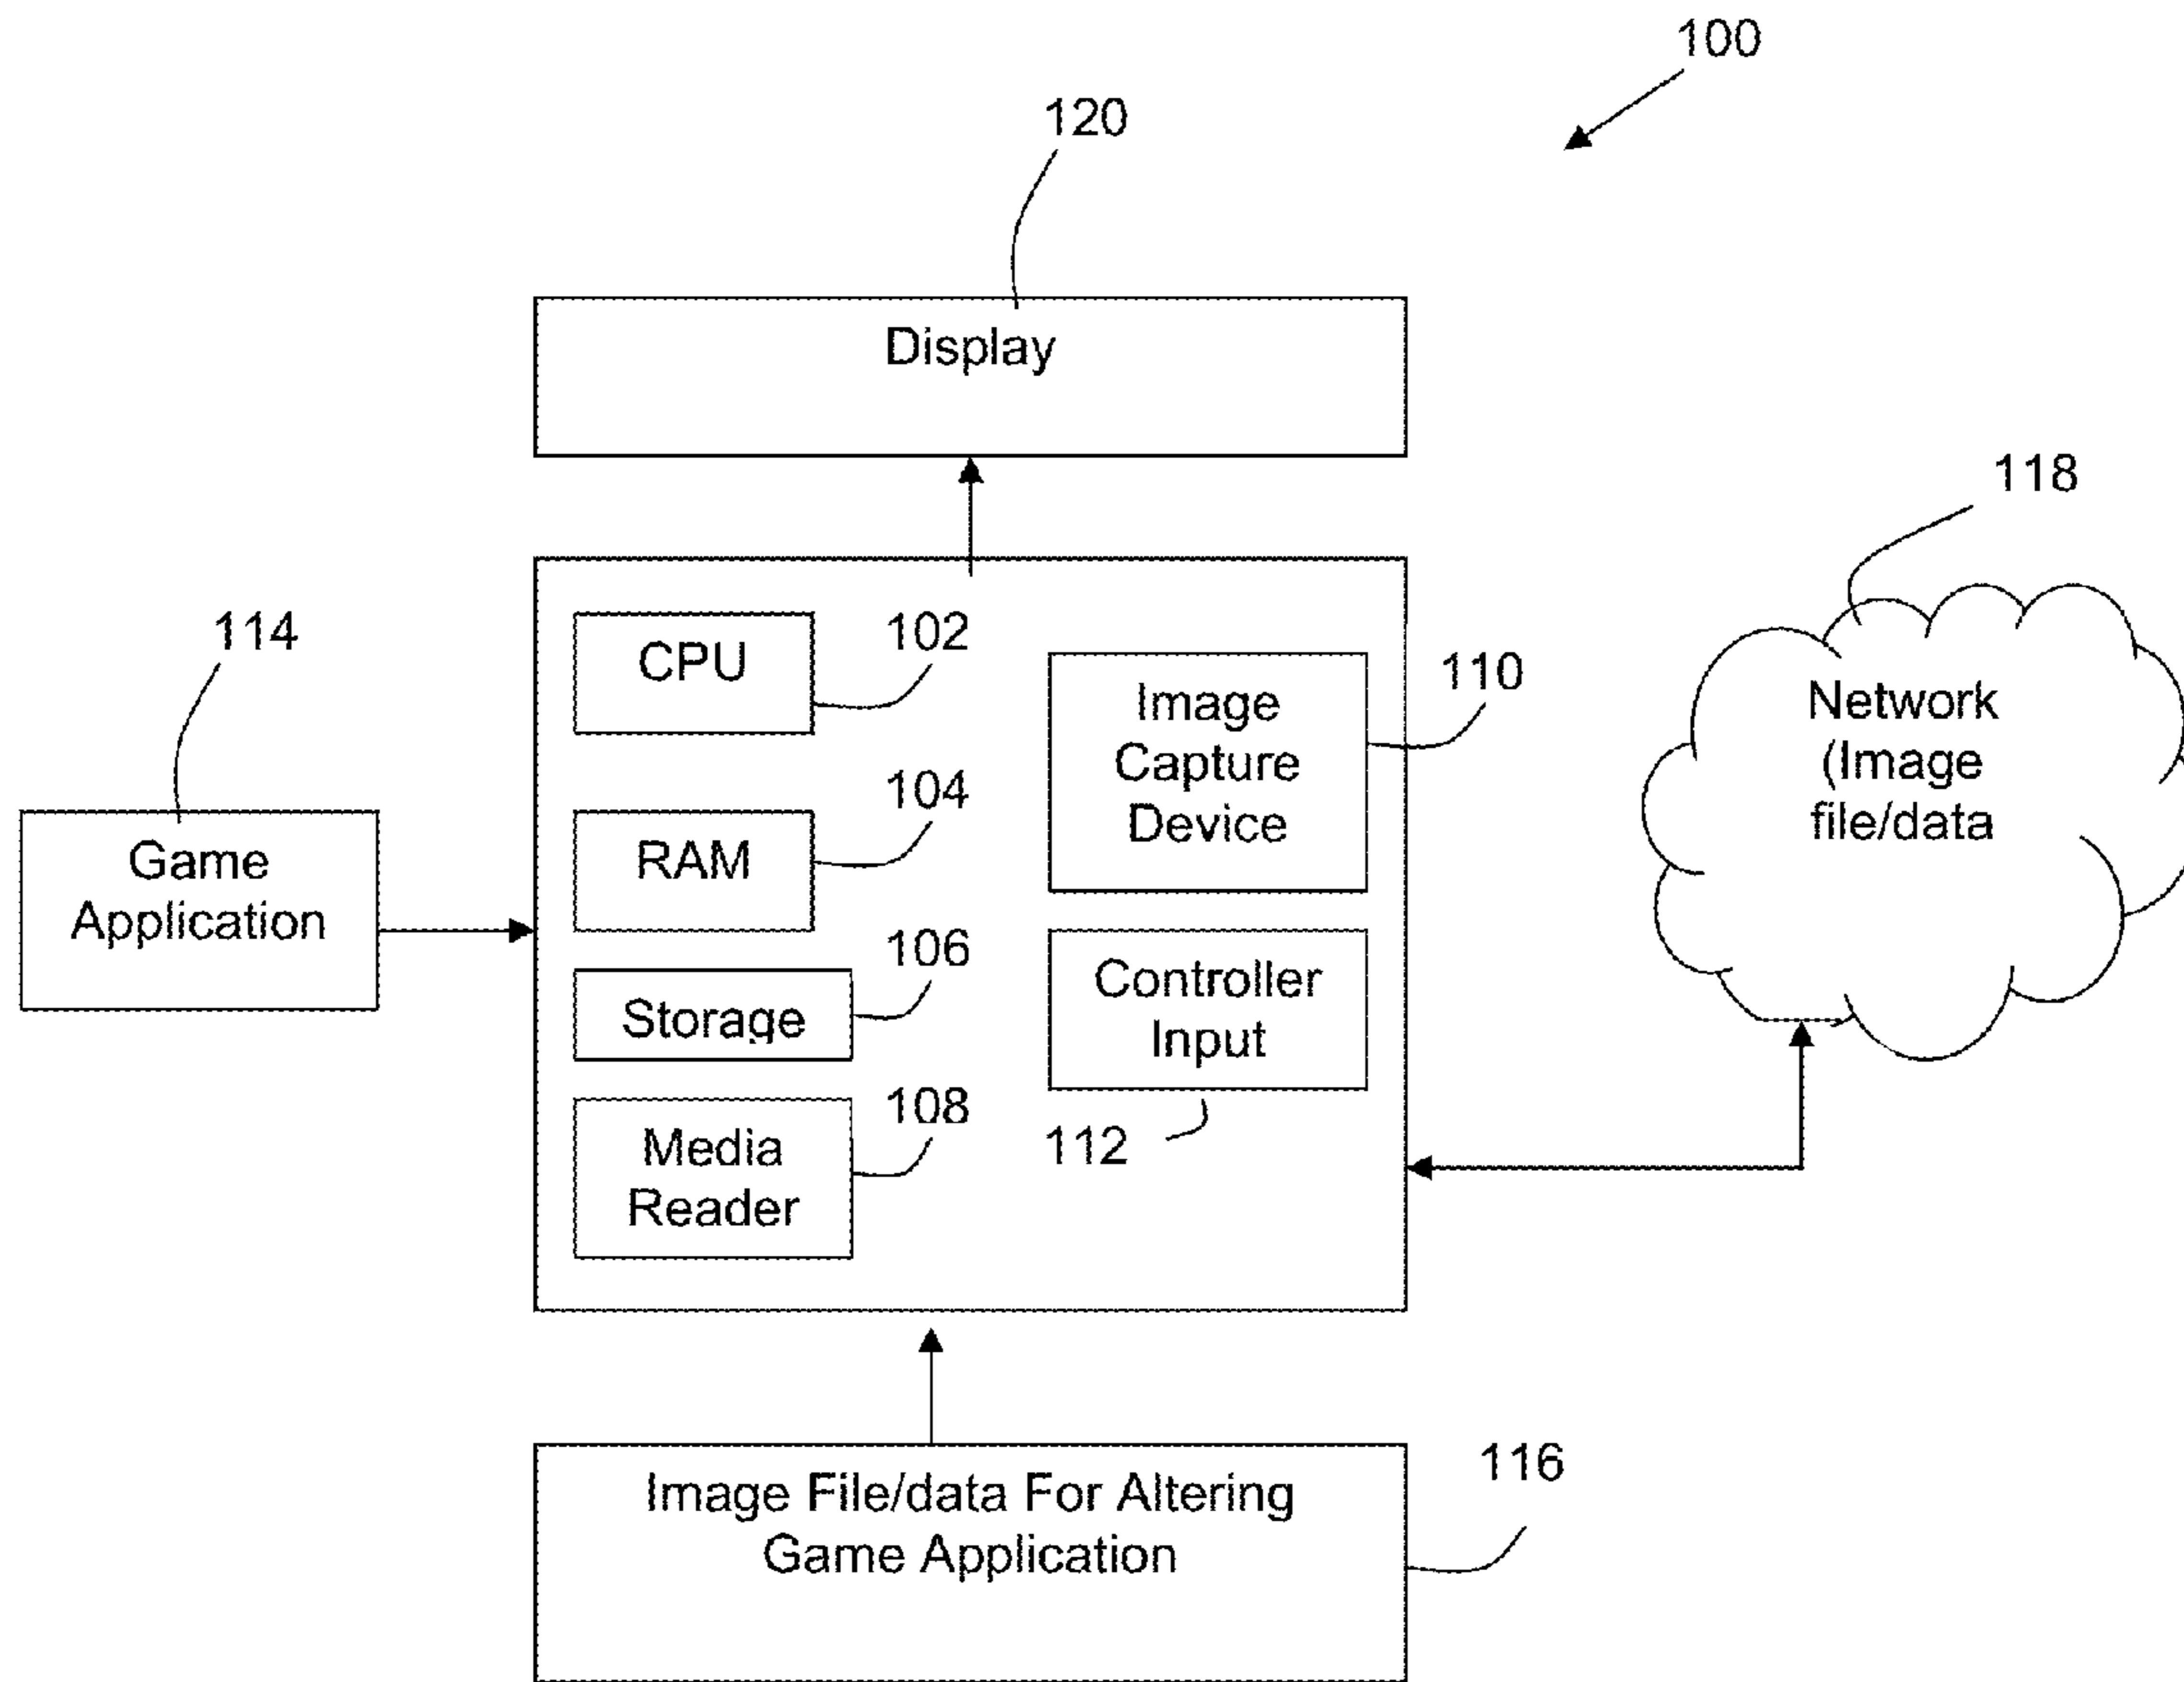 100
120
Display
118
114
CPU
102
110
Image
Capture
Device
Network
(Image
file/data
104
RAM
Game
Application
106
Storage
Controller
Input
108
Media
Reader
112
116
Image File/data For Altering
Game Application